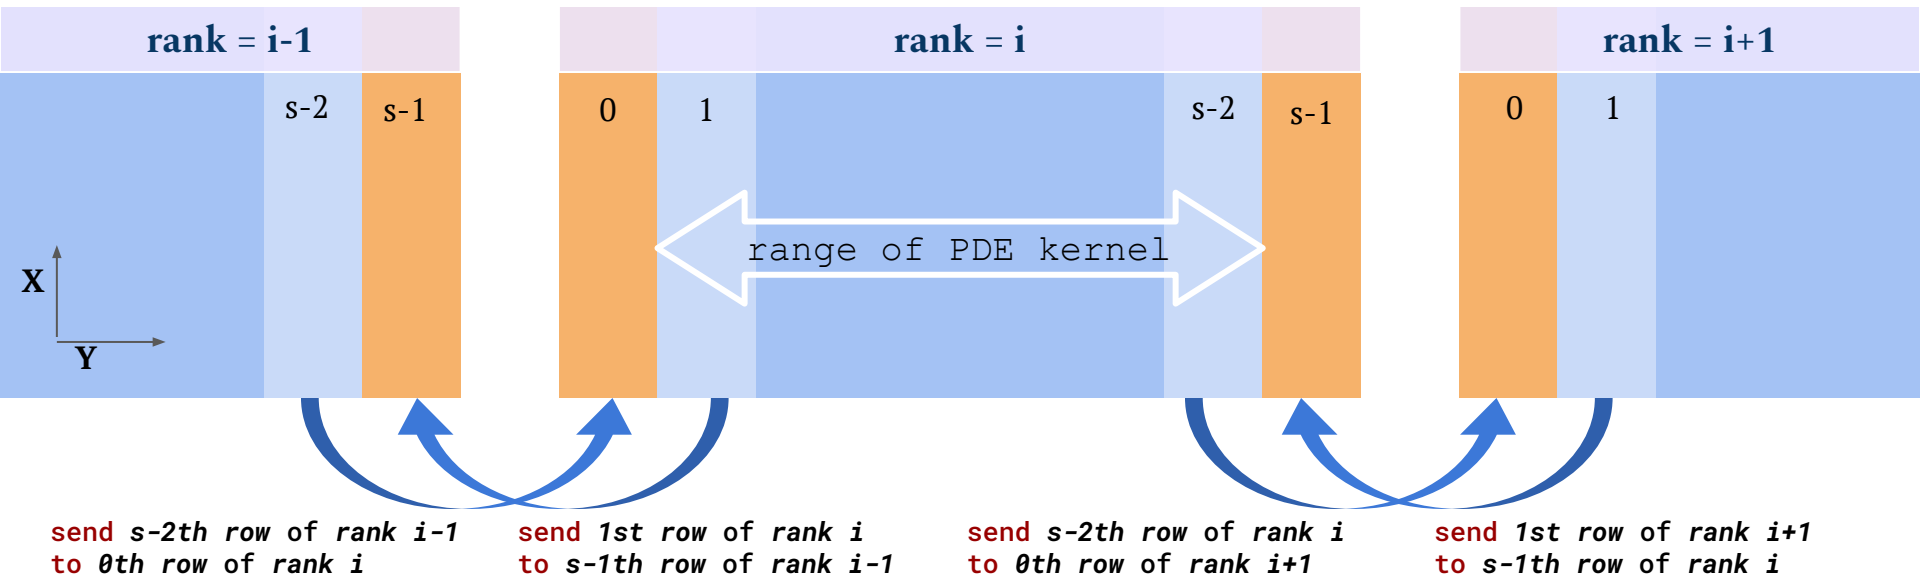 rank = i-1
rank = i
rank = i+1
s-2
s-1
0
1
s-2
s-1
0
1
range of PDE kernel
X
Y
send s-2th row of rank i-1
to 0th row of rank i
send 1st row of rank i
to s-1th row of rank i-1
send s-2th row of rank i
to 0th row of rank i+1
send 1st row of rank i+1
to s-1th row of rank i